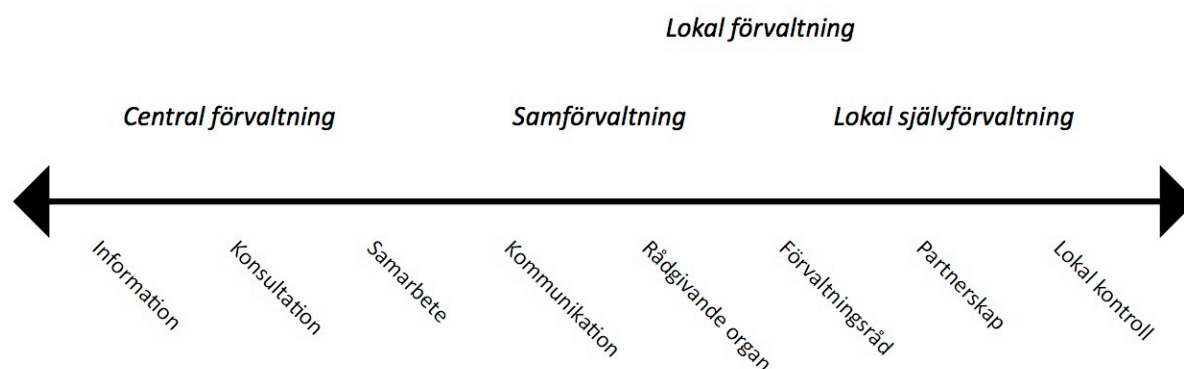 Lokal förvaltning
Central förvaltning
Samförvaltning
Lokal självförvaltning
Information
Konsultation
Samarbete
Kommunikation
Rådgivande organ
Förvaltningsråd
Partnerskap
Lokal kontroll